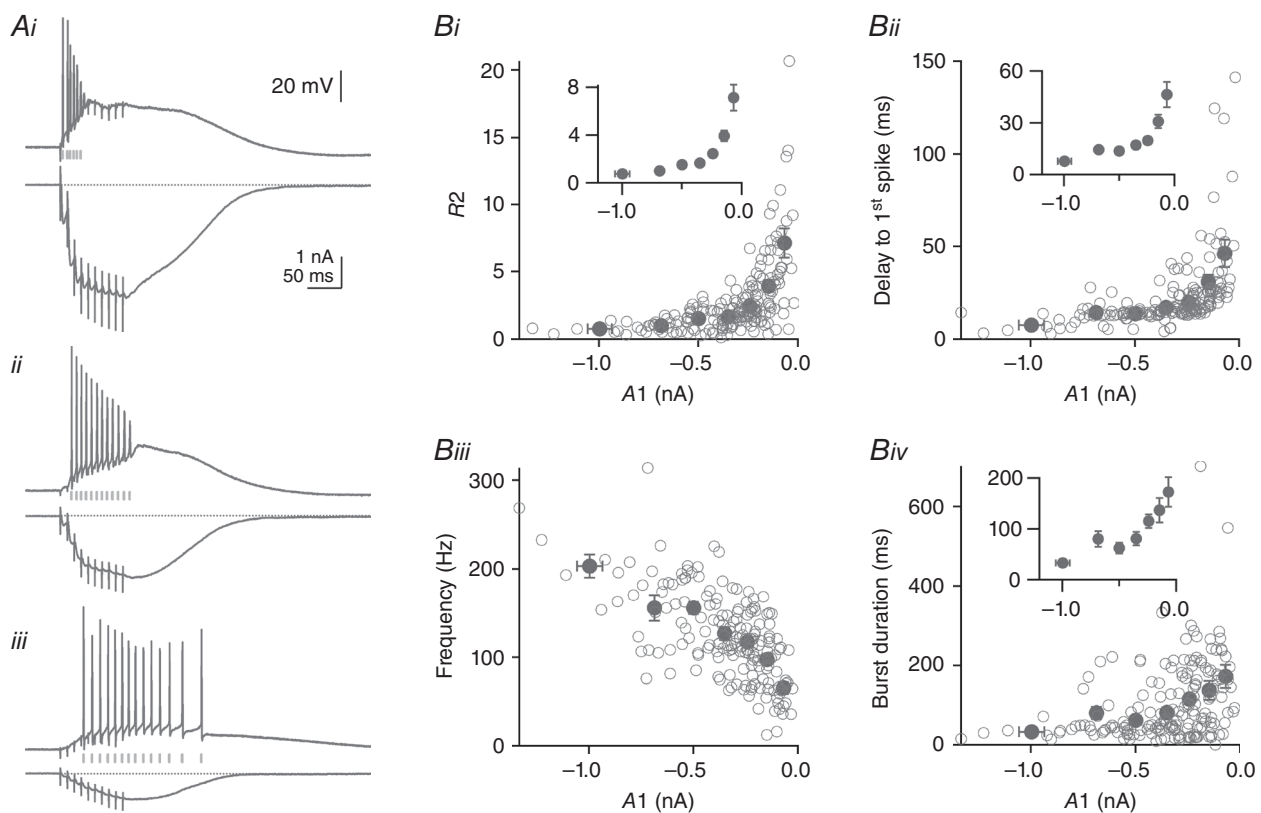 Ai
20 mV
1 nA
50 ms
ii
iii
Bi
R2
20
15
10
5
0
8
4
0
–1.0
0.0
–1.0
–0.5
0.0
A1 (nA)
Bii
Delay to 1st spike (ms)
150
100
50
0
60
30
0
–1.0
0.0
–1.0
–0.5
0.0
A1 (nA)
Biii
Frequency (Hz)
300
200
100
0
–1.0
–0.5
0.0
A1 (nA)
Biv
Burst duration (ms)
600
400
200
0
200
100
0
–1.0
0.0
–1.0
–0.5
0.0
A1 (nA)